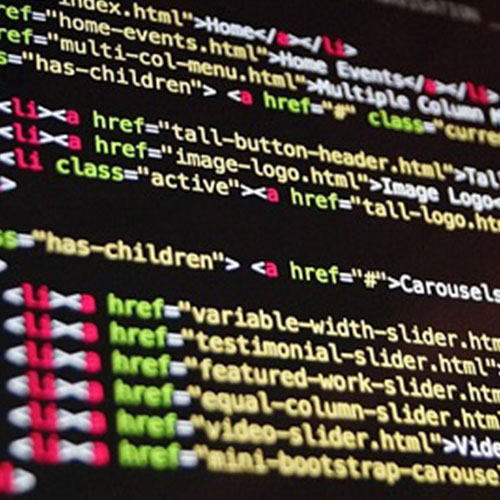 index.html">Home</a></li>
ref="home-events.html">Home Events</a></li>
ref="multi-col-menu.html">Multiple Column
s="has-children"> <a href="#" class="curre
<li><a href="tall-button-header.html">Tal
<li><a href="image-logo.html">Image Logo<
<li class="active"><a href="tall-logo.ht
>
ss="has-children"> <a href="#">Carousels
<li><a href="variable-width-slider.htm
<li><a href="testimonial-slider.html"
<li><a href="featured-work-slider.htm
<li><a href="equal-column-slider.htm
<li><a href="video-slider.html">Vide
<li><a href="mini-bootstrap-carouse